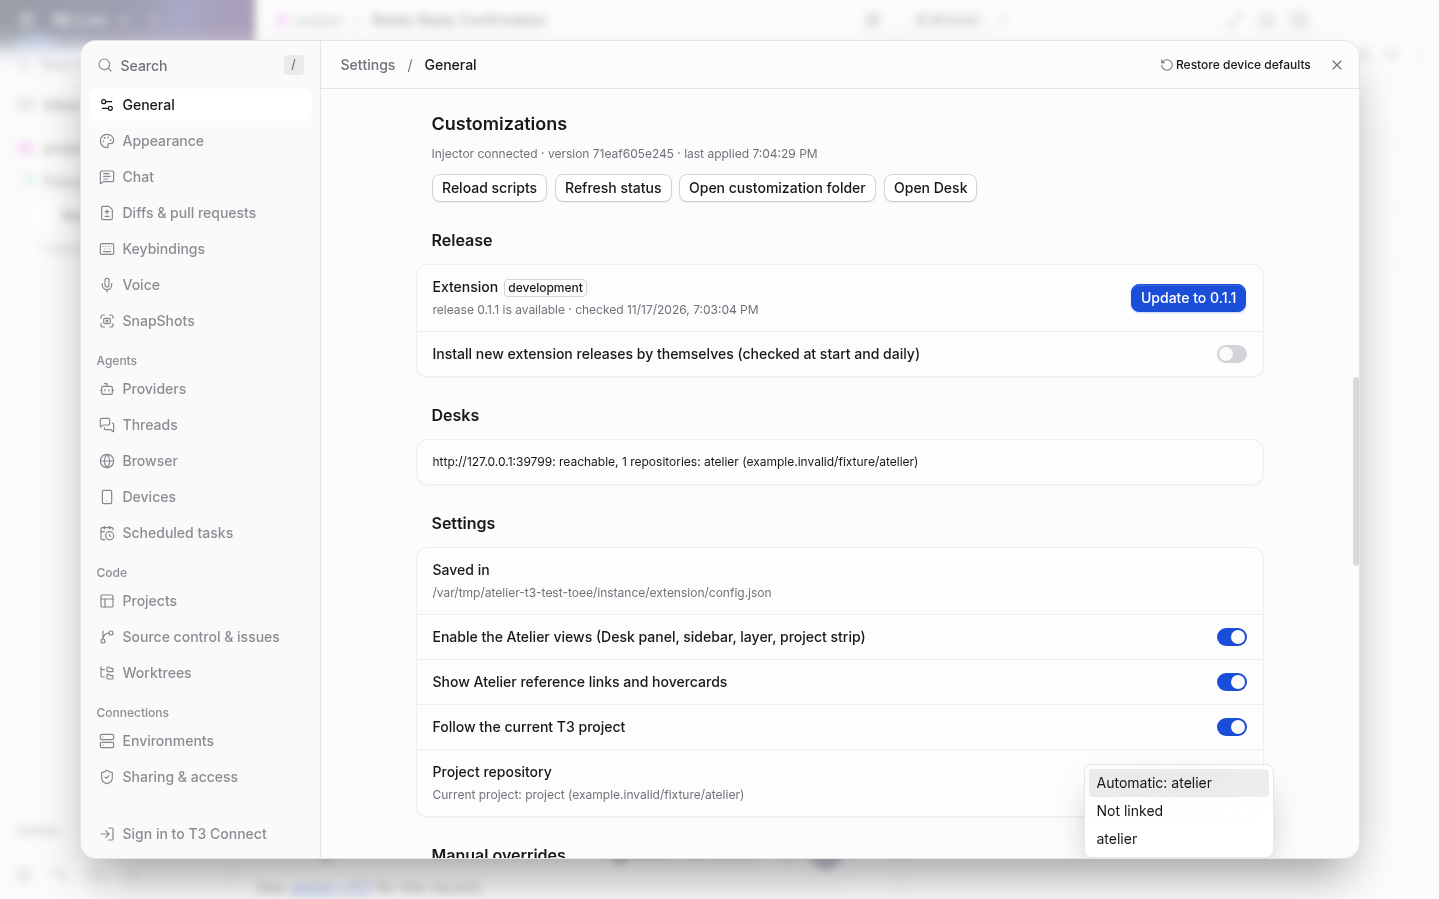 Search
/
General
Appearance
Chat
Diffs & pull requests
Keybindings
Voice
SnapShots
Agents
Providers
Threads
Browser
Devices
Scheduled tasks
Code
Projects
Source control & issues
Worktrees
Connections
Environments
Sharing & access
Sign in to T3 Connect
Settings / General
Restore device defaults
Customizations
Injector connected · version 71eaf605e245 · last applied 7:04:29 PM
Reload scripts
Refresh status
Open customization folder
Open Desk
Release
Extension development
release 0.1.1 is available · checked 11/17/2026, 7:03:04 PM
Update to 0.1.1
Install new extension releases by themselves (checked at start and daily)
Desks
http://127.0.0.1:39799: reachable, 1 repositories: atelier (example.invalid/fixture/atelier)
Settings
Saved in
/var/tmp/atelier-t3-test-toee/instance/extension/config.json
Enable the Atelier views (Desk panel, sidebar, layer, project strip)
Show Atelier reference links and hovercards
Follow the current T3 project
Project repository
Current project: project (example.invalid/fixture/atelier)
Automatic: atelier
Not linked
atelier
Manual overrides